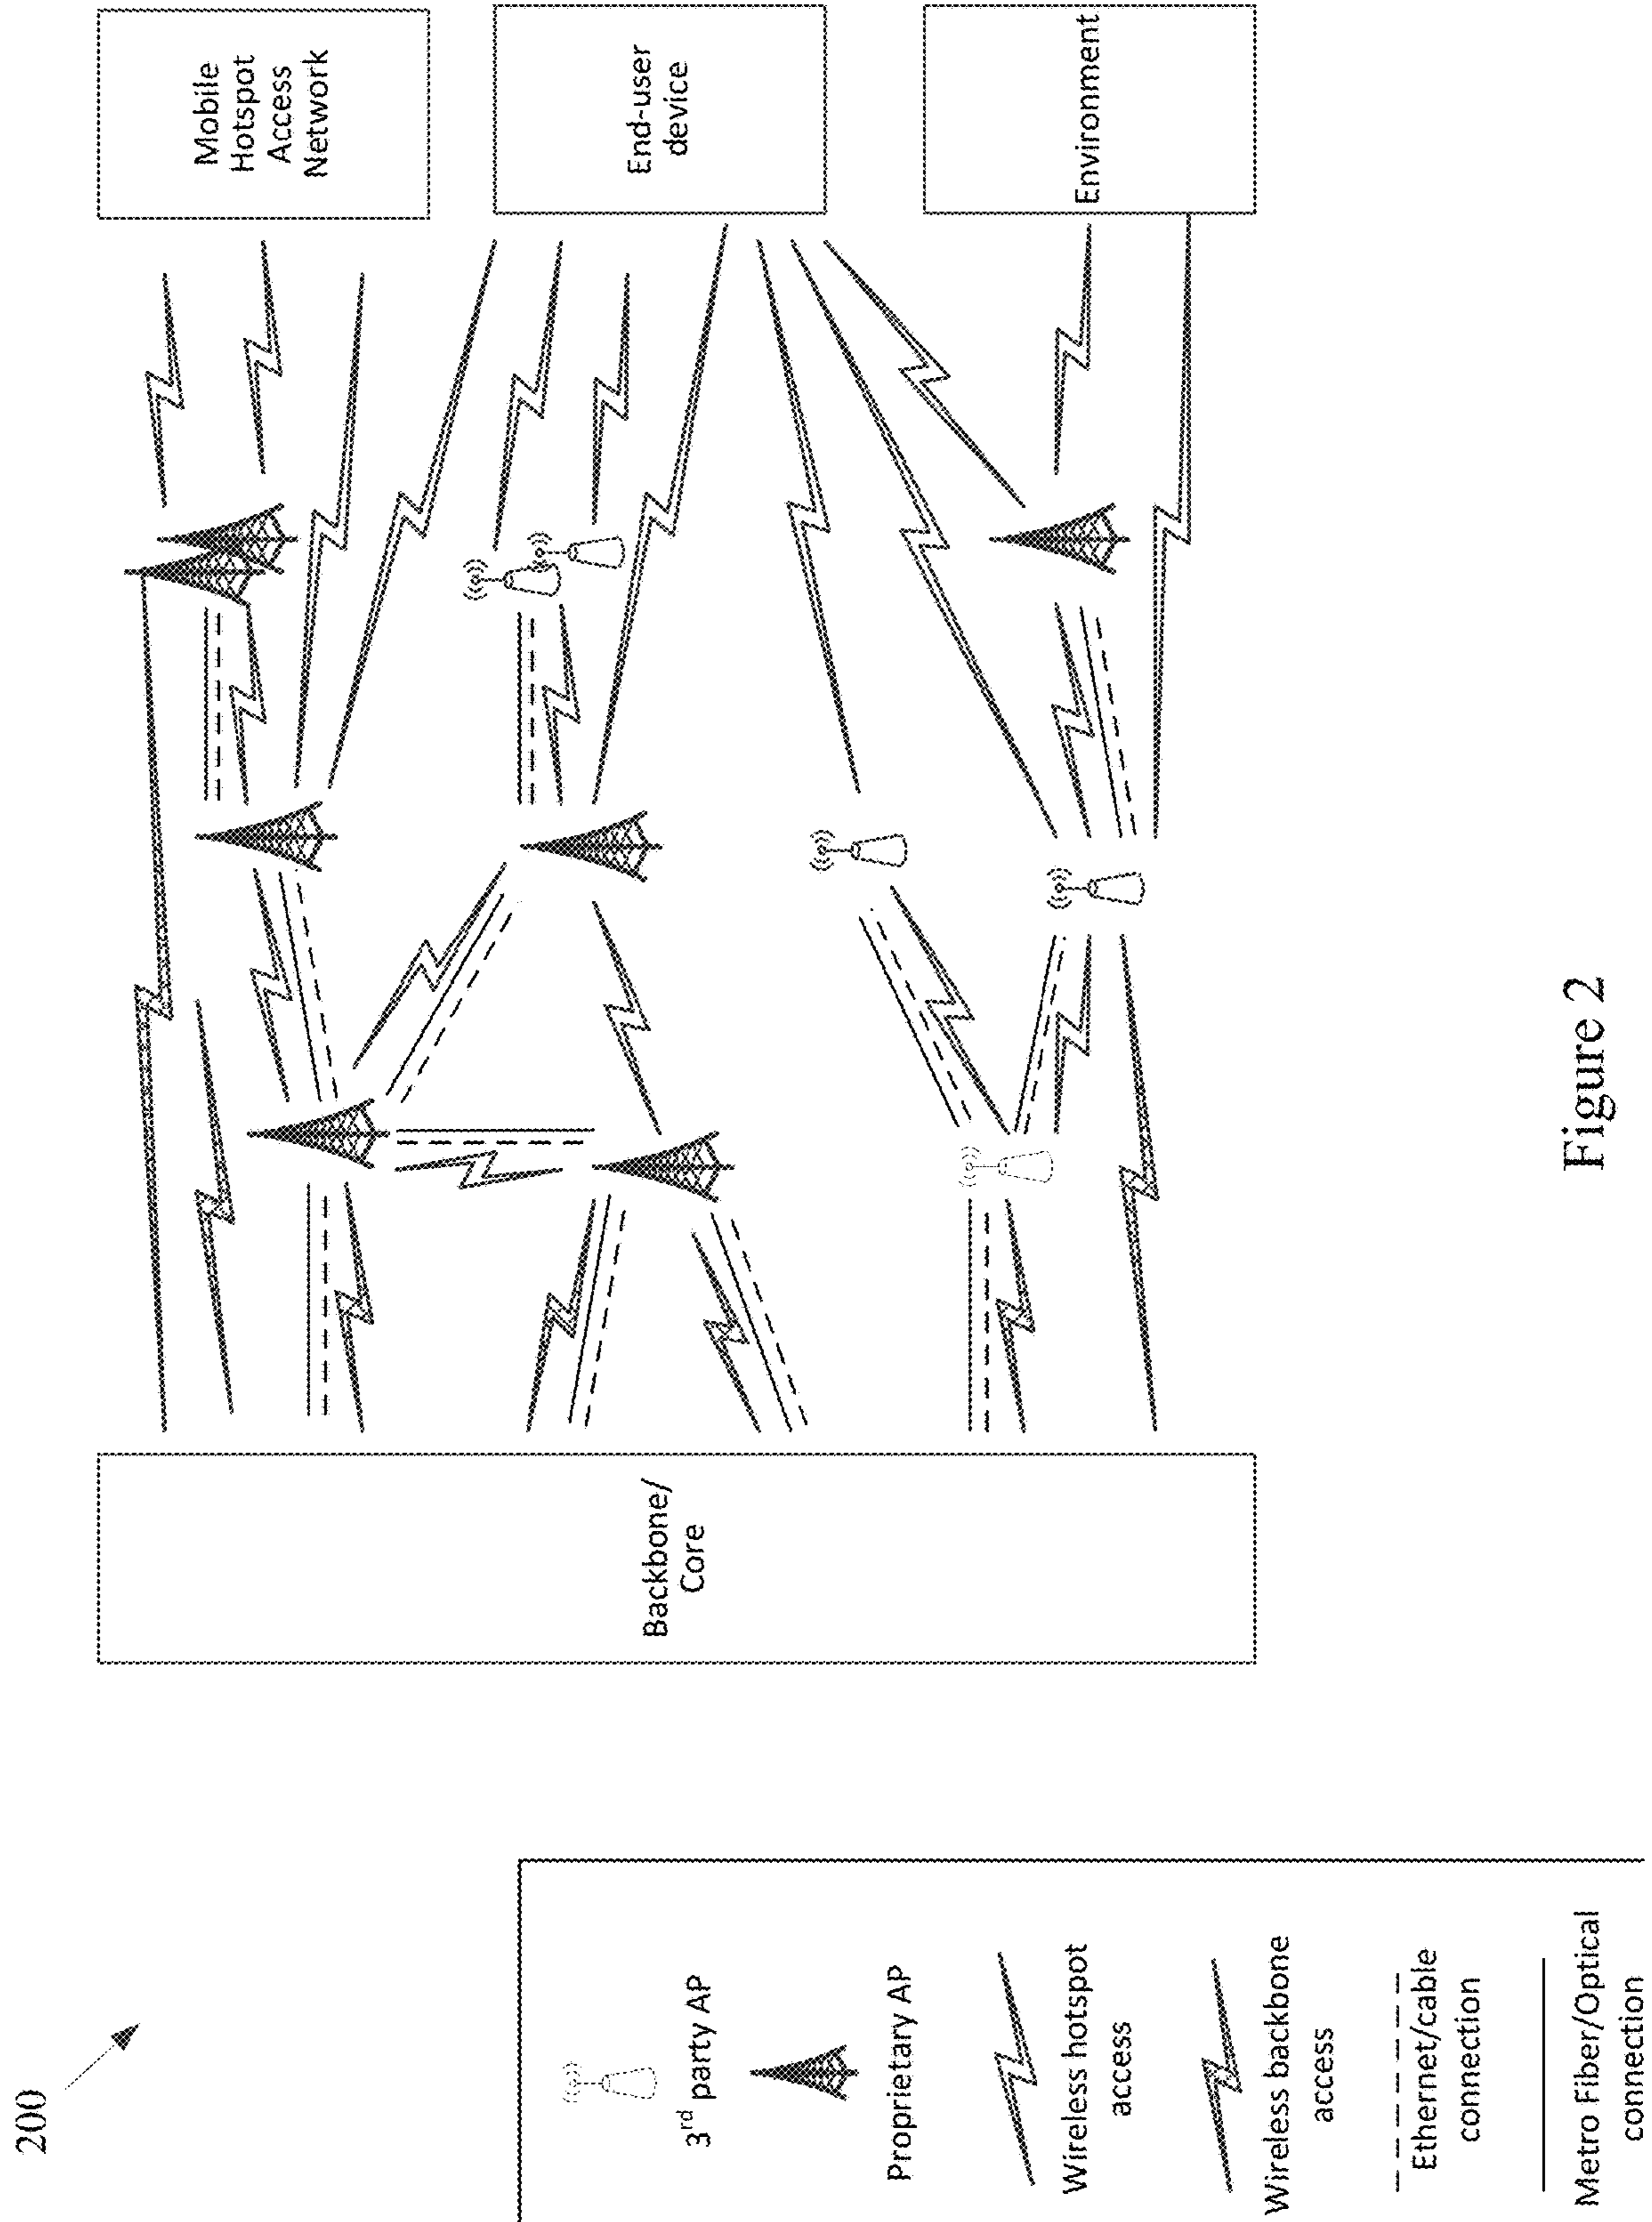 200
Backbone/
Core
Mobile
Hotspot
Access
Network
End-user
device
Environment
3rd party AP
Proprietary AP
Wireless hotspot
access
Wireless backbone
access
Ethernet/cable
connection
Metro Fiber/Optical
connection
Figure 2